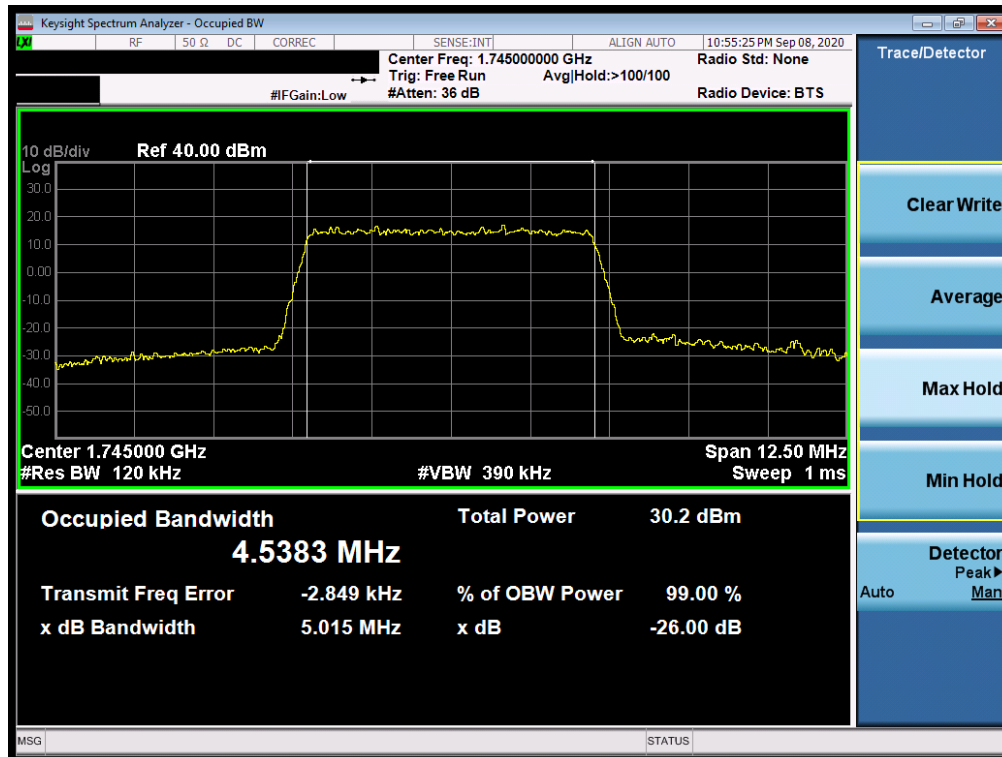 Keysight Spectrum Analyzer - Occupied BW
LXI RF 50 Ω DC CORREC SENSE:INT ALIGN AUTO 10:55:25 PM Sep 08, 2020
Center Freq: 1.745000000 GHz Radio Std: None
Trig: Free Run Avg|Hold:>100/100
#IFGain:Low #Atten: 36 dB Radio Device: BTS
10 dB/div Ref 40.00 dBm
Log
30.0
20.0
10.0
0.00
-10.0
-20.0
-30.0
-40.0
-50.0
Center 1.745000 GHz Span 12.50 MHz
#Res BW 120 kHz #VBW 390 kHz Sweep 1 ms
Occupied Bandwidth Total Power 30.2 dBm
4.5383 MHz
Transmit Freq Error -2.849 kHz % of OBW Power 99.00 %
x dB Bandwidth 5.015 MHz x dB -26.00 dB
Trace/Detector
Clear Write
Average
Max Hold
Min Hold
Detector
Peak▶
Auto Man
MSG STATUS